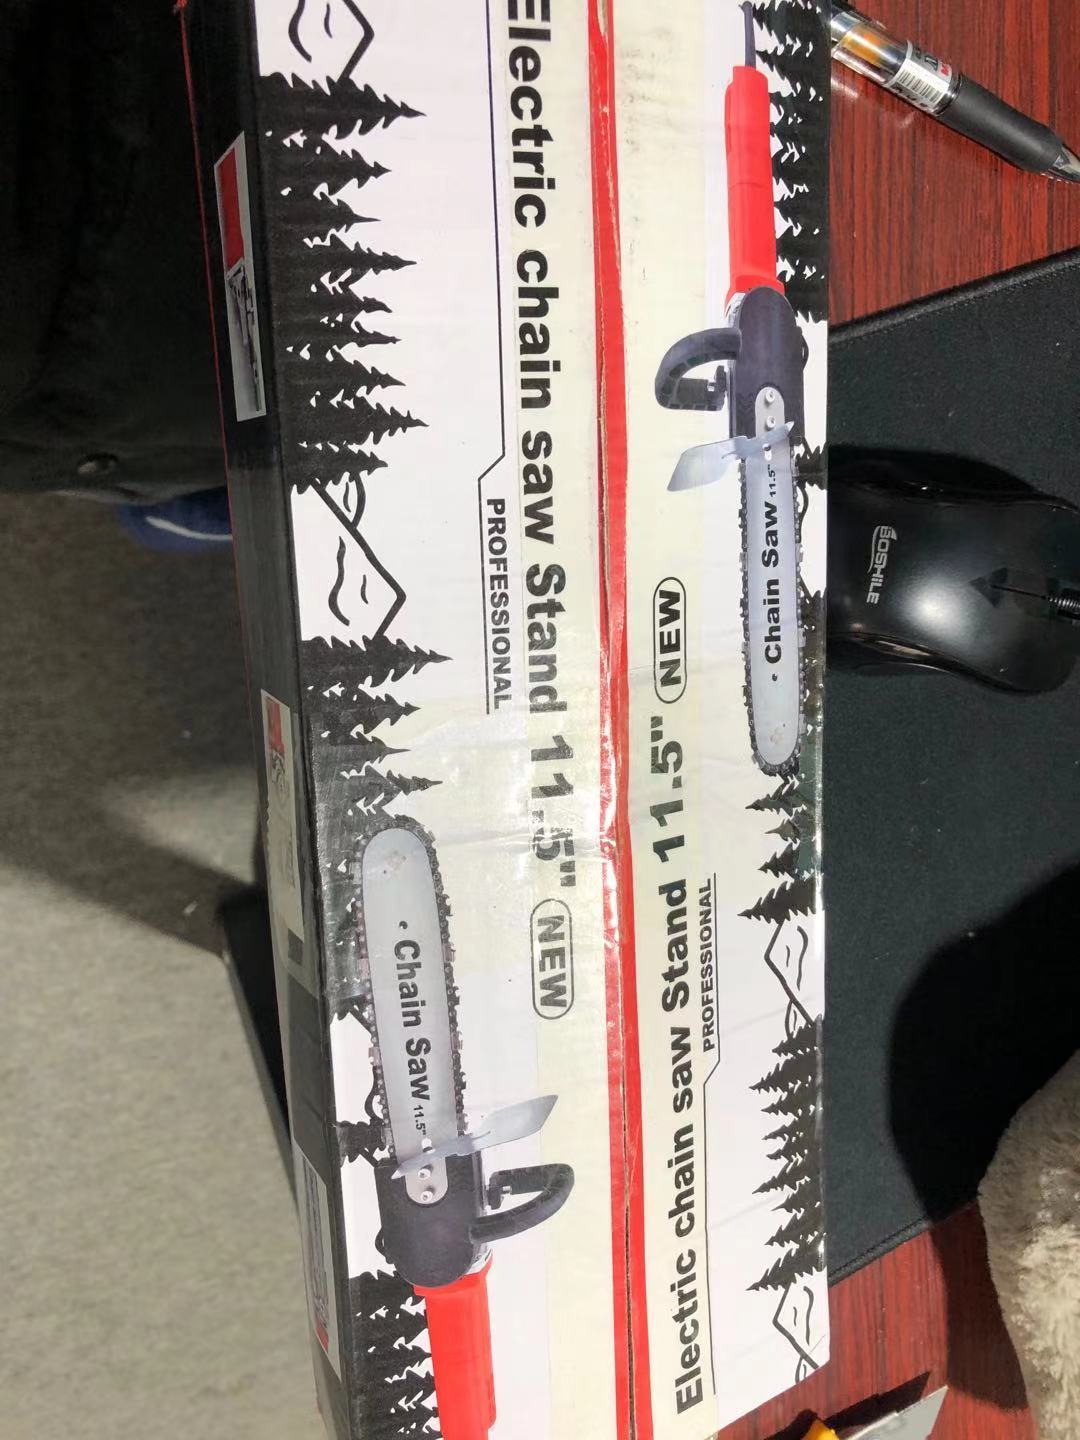 Electric chain saw Stand 11.5" NEW
PROFESSIONAL
• Chain Saw 11.5"
Electric chain saw Stand 11.5" NEW
PROFESSIONAL
• Chain Saw 11.5"
BOSHILE